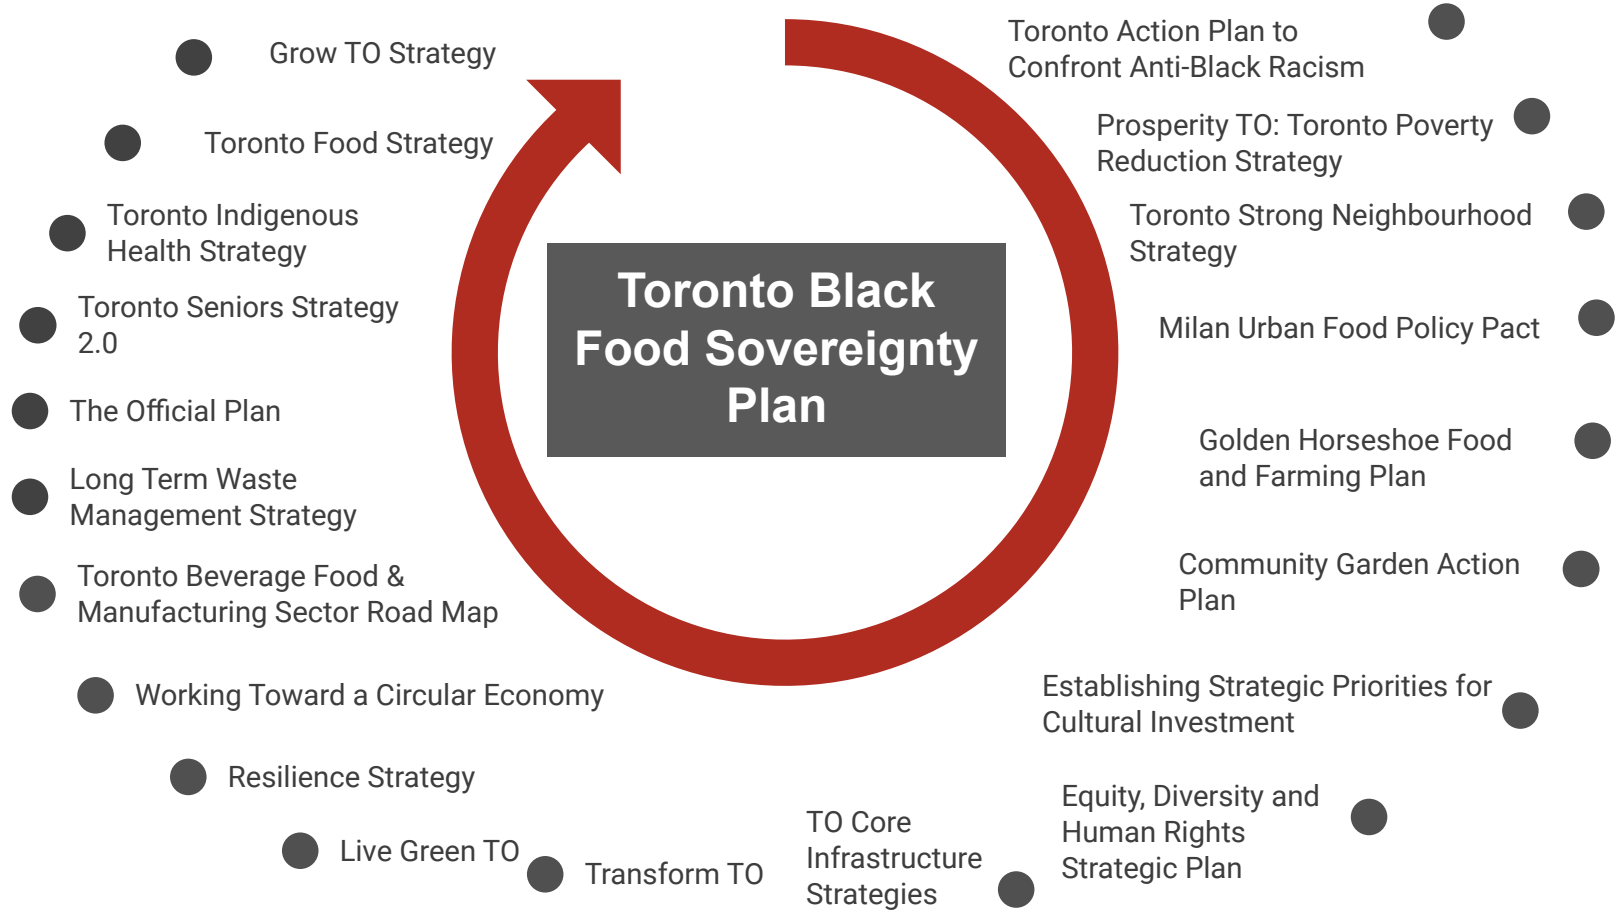 Grow TO Strategy
Toronto Food Strategy
Toronto Indigenous
Health Strategy
Toronto Seniors Strategy
2.0
The Official Plan
Long Term Waste
Management Strategy
Toronto Beverage Food &
Manufacturing Sector Road Map
Working Toward a Circular Economy
Resilience Strategy
Live Green TO
Transform TO
Toronto Black
Food Sovereignty
Plan
Toronto Action Plan to
Confront Anti-Black Racism
Prosperity TO: Toronto Poverty
Reduction Strategy
Toronto Strong Neighbourhood
Strategy
Milan Urban Food Policy Pact
Golden Horseshoe Food
and Farming Plan
Community Garden Action
Plan
Establishing Strategic Priorities for
Cultural Investment
Equity, Diversity and
Human Rights
Strategic Plan
TO Core
Infrastructure
Strategies